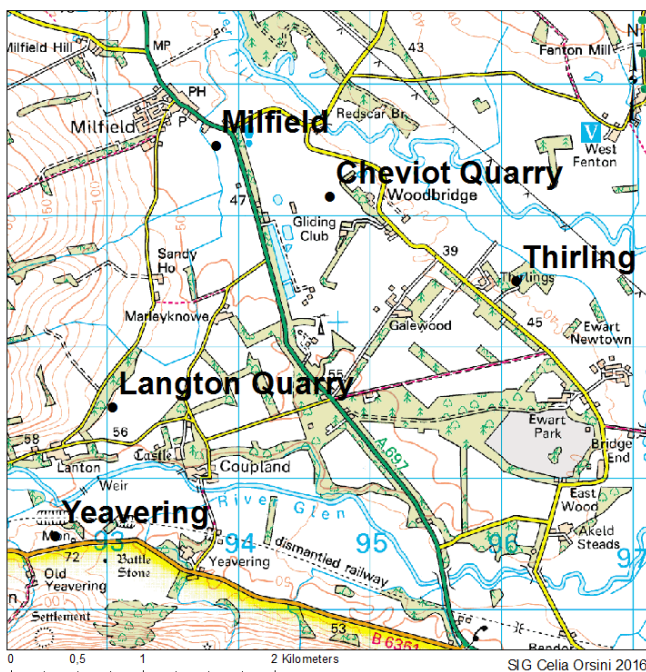 Milfield Hill
MP
43
Fenton Mill
N
PH
Redscar Br
Milfield
P
Milfield
V
West
Fenton
Cheviot Quarry
Woodbridge
47
Gliding
Club
39
Thirling
Thirlings
Sandy
Ho
Marleyknowe
Galewood
45
Ewart
Newtown
55
Langton Quarry
56
58
Lanton
Castle
Coupland
Ewart
Park
Bridge
End
A 697
Weir
River Glen
East
Wood
Yeavering
Mon
93
94
95
96
97
Akeld
Steads
72
Battle
Stone
Yeavering
dismantled railway
Old
Yeavering
Settlement
50
53
B 6351
0 0,5 1 2 Kilometers
SIG Celia Orsini 2016